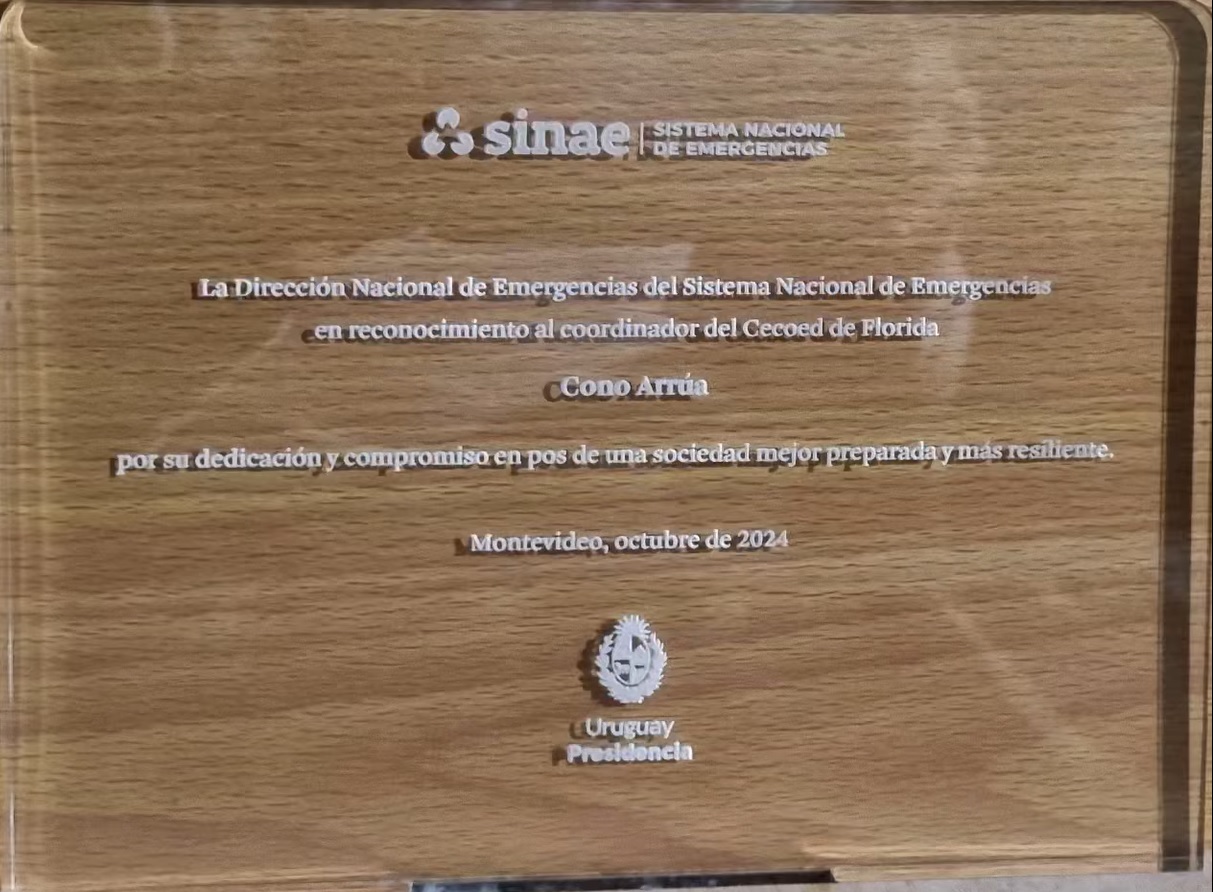 sinae
SISTEMA NACIONAL
DE EMERGENCIAS
La Dirección Nacional de Emergencias del Sistema Nacional de Emergencias
en reconocimiento al coordinador del Cecoed de Florida
Cono Arrúa
por su dedicación y compromiso en pos de una sociedad mejor preparada y más resiliente.
Montevideo, octubre de 2024
Uruguay
Presidencia